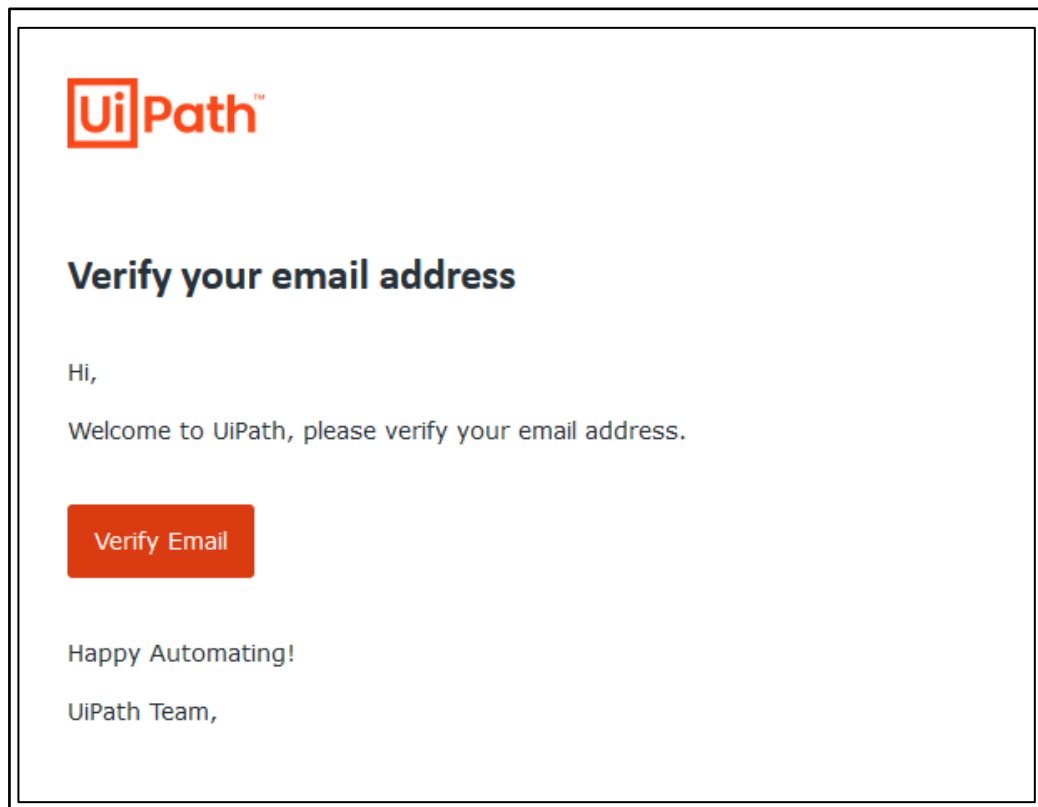 UiPath™
Verify your email address
Hi,
Welcome to UiPath, please verify your email address.
Verify Email
Happy Automating!
UiPath Team,